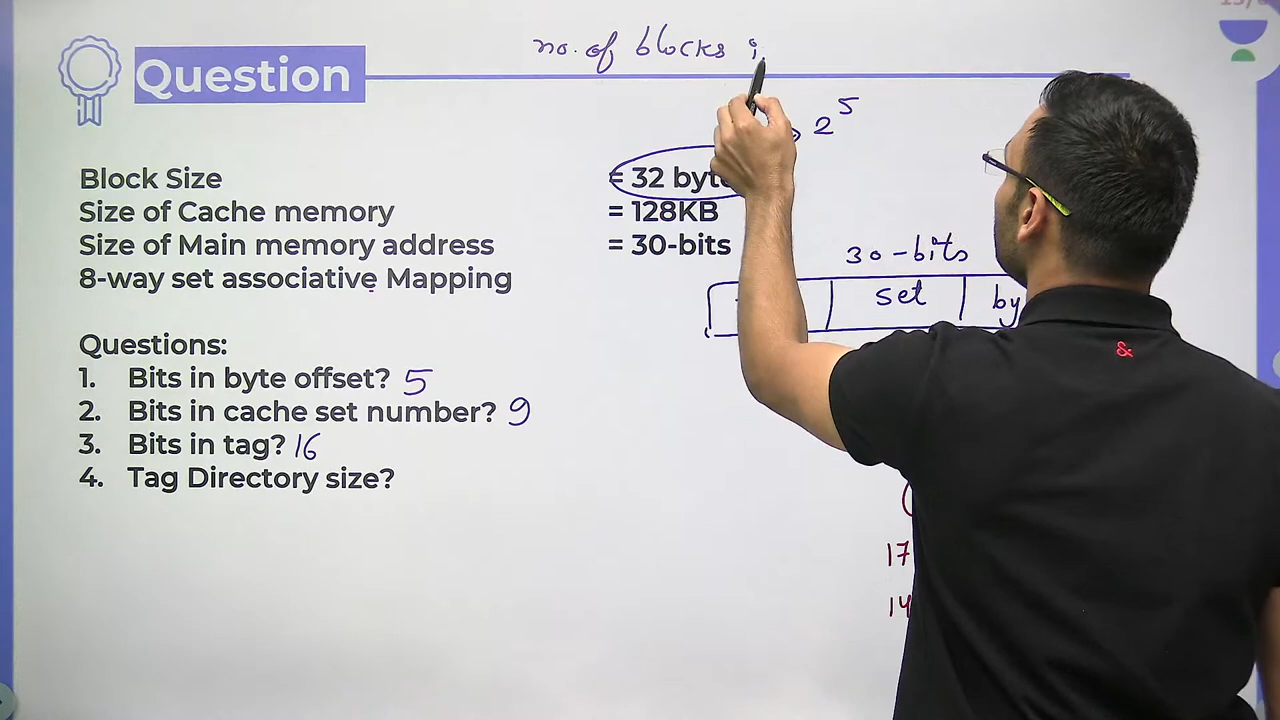 no. of blocks i
Question
2^5
Block Size = 32
Size of Cache memory = 128KB
Size of Main memory address = 30-bits
8-way set associative Mapping
30-bits
set
Questions:
1. Bits in byte offset? 5
2. Bits in cache set number? 9
3. Bits in tag? 16
4. Tag Directory size?
17
14
&